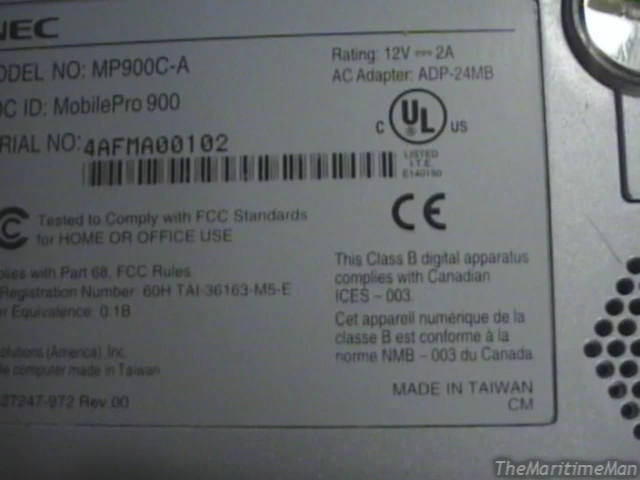 NEC
ODEL NO: MP900C-A
OC ID: MobilePro 900
RIAL NO: 4AFMA00102
Rating: 12V 2A
AC Adapter: ADP-24MB
C UL US
LISTED
I.T.E.
E140190
Tested to Comply with FCC Standards
for HOME OR OFFICE USE
plies with Part 68, FCC Rules
Registration Number: 60H TAI-36163-M5-E
er Equivalence: 0.1B
olutions (America), Inc.
le computer made in Taiwan
27247-972 Rev 00
CE
This Class B digital apparatus
complies with Canadian
ICES - 003.
Cet appareil numérique de la
classe B est conforme à la
norme NMB - 003 du Canada
MADE IN TAIWAN
CM
TheMaritimeMan